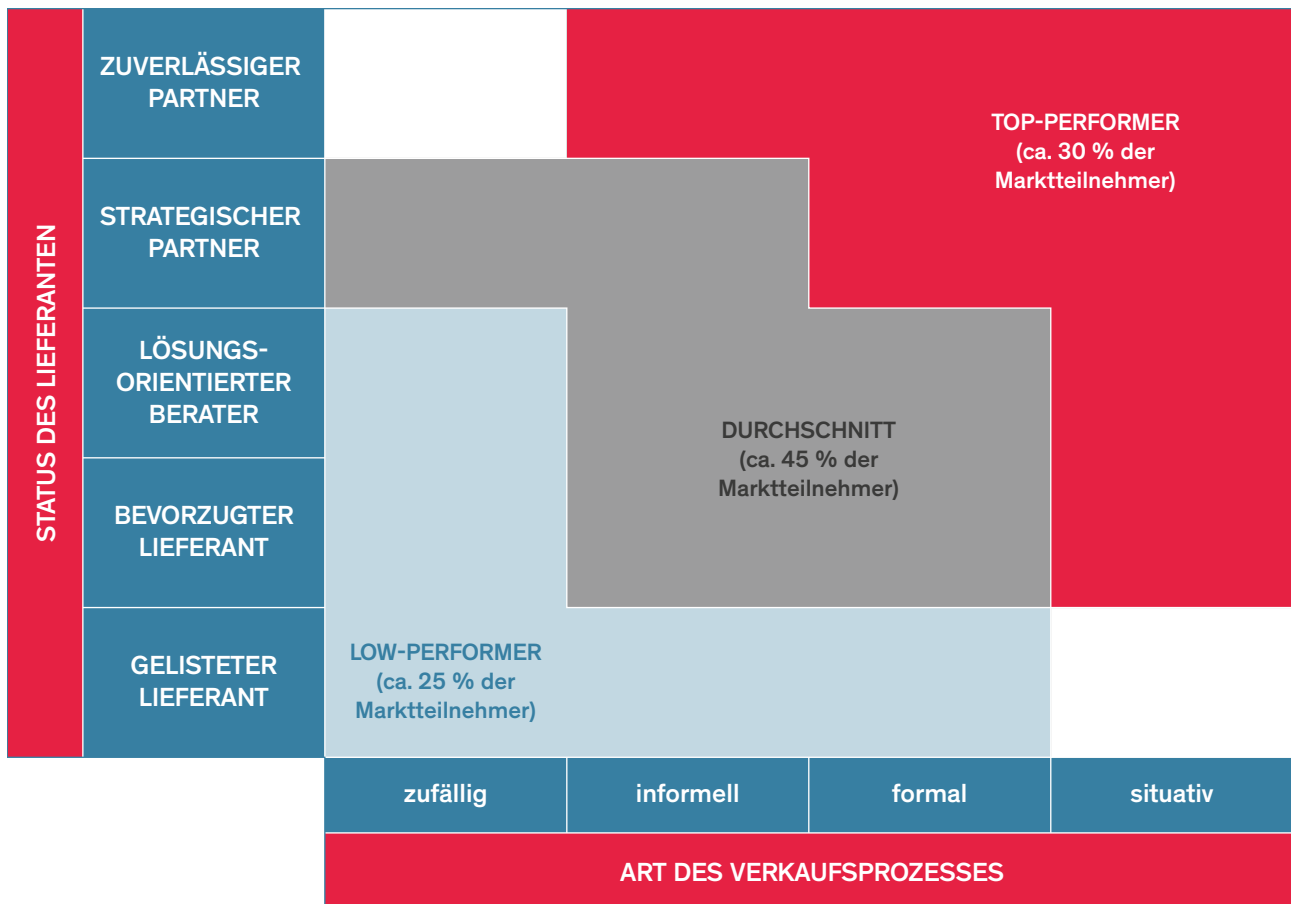 STATUS DES LIEFERANTEN
ZUVERLÄSSIGER
PARTNER
TOP-PERFORMER
(ca. 30 % der
Marktteilnehmer)
STRATEGISCHER
PARTNER
LÖSUNGS-
ORIENTIERTER
BERATER
DURCHSCHNITT
(ca. 45 % der
Marktteilnehmer)
BEVORZUGTER
LIEFERANT
GELISTETER
LIEFERANT
LOW-PERFORMER
(ca. 25 % der
Marktteilnehmer)
zufällig
informell
formal
situativ
ART DES VERKAUFSPROZESSES